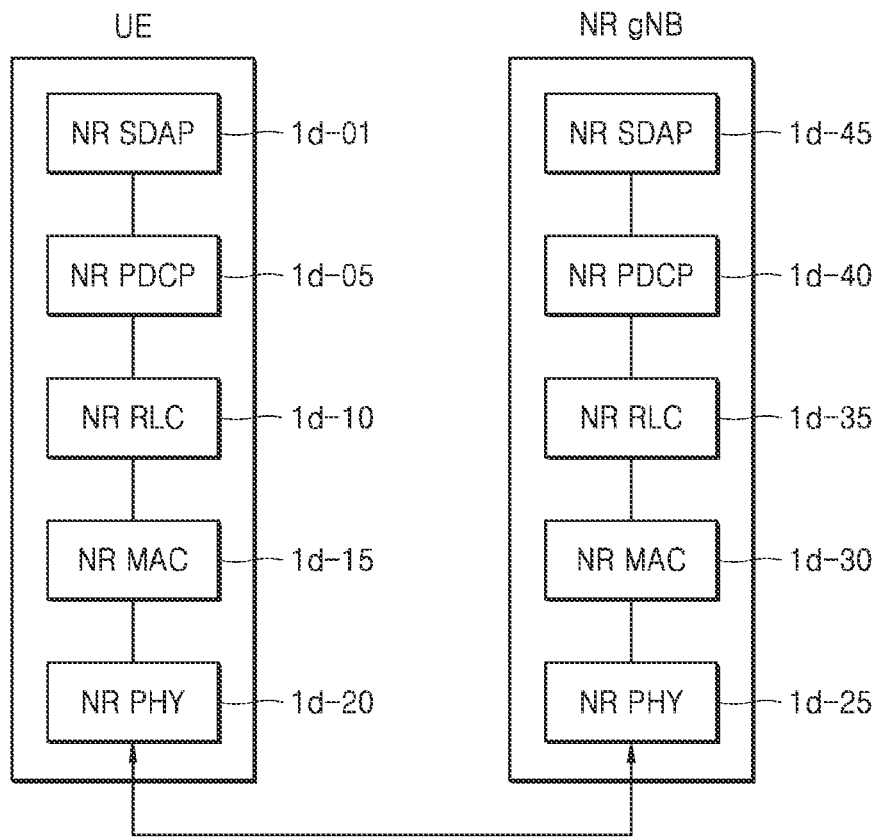 UE
NR SDAP 1d-01
NR PDCP 1d-05
NR RLC 1d-10
NR MAC 1d-15
NR PHY 1d-20
NR gNB
NR SDAP 1d-45
NR PDCP 1d-40
NR RLC 1d-35
NR MAC 1d-30
NR PHY 1d-25